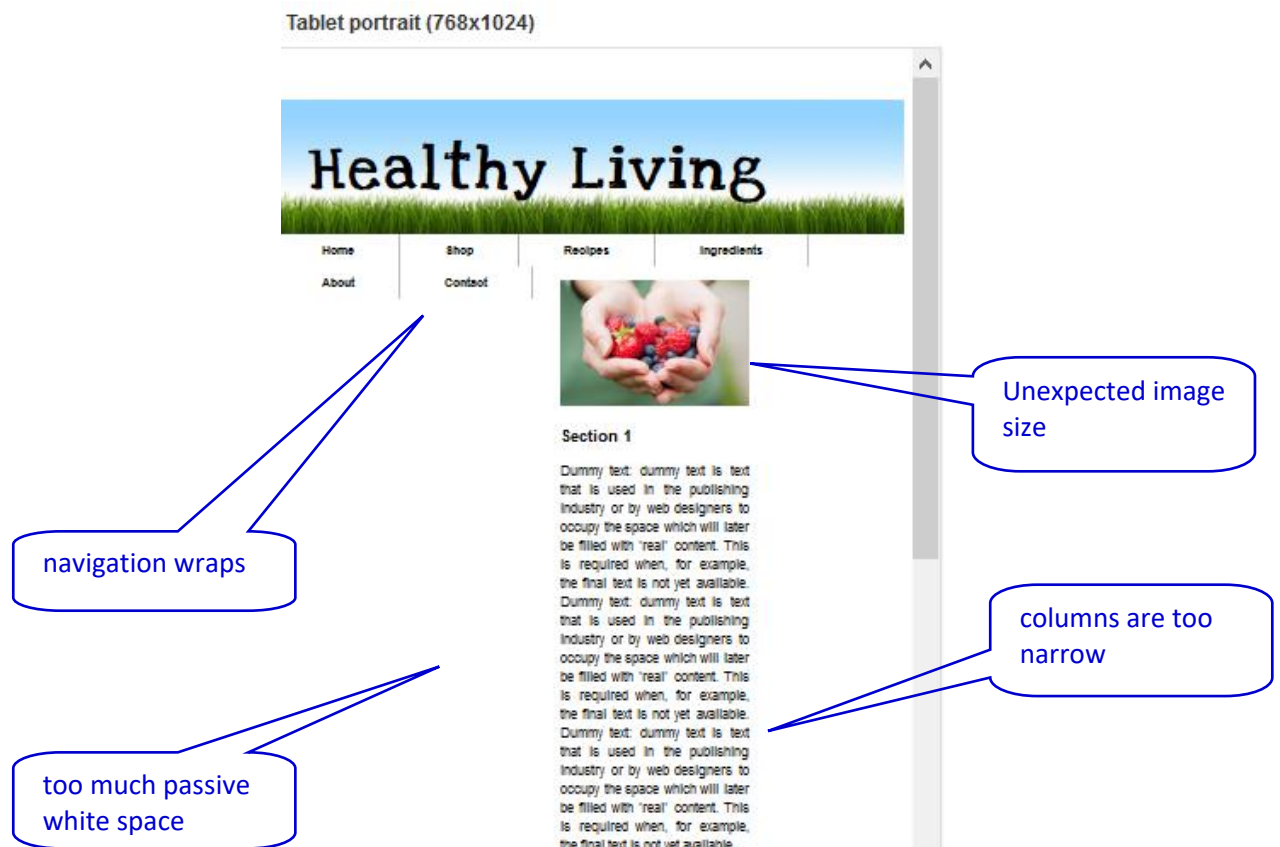 Tablet portrait (768x1024)
Healthy Living
Home Shop Recipes Ingredients
About Contact
Unexpected image
size
Section 1
Dummy text: dummy text is text
that is used in the publishing
industry or by web designers to
occupy the space which will later
be filled with 'real' content. This
is required when, for example,
the final text is not yet available.
Dummy text: dummy text is text
that is used in the publishing
industry or by web designers to
occupy the space which will later
be filled with 'real' content. This
is required when, for example,
the final text is not yet available.
Dummy text: dummy text is text
that is used in the publishing
industry or by web designers to
occupy the space which will later
be filled with 'real' content. This
is required when, for example,
the final text is not yet available.
navigation wraps
columns are too
narrow
too much passive
white space